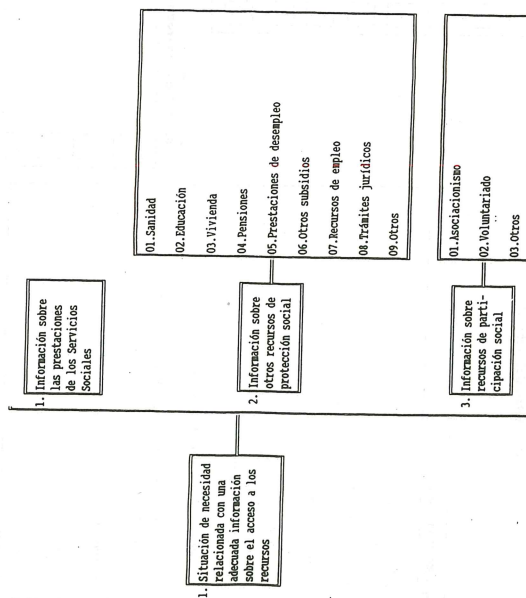 1. Situación de necesidad
relacionada con una
adecuada información
sobre el acceso a los
recursos
1. Información sobre
las prestaciones
de los Servicios
Sociales
2. Información sobre
otros recursos de
protección social
01.Sanidad
02.Educación
03.Vivienda
04.Pensiones
05.Prestaciones de desempleo
06.Otros subsidios
07.Recursos de empleo
08.Trámites jurídicos
09.Otros
3. Información sobre
recursos de parti-
cipación social
01.Asociacionismo
02.Voluntariado
03.Otros